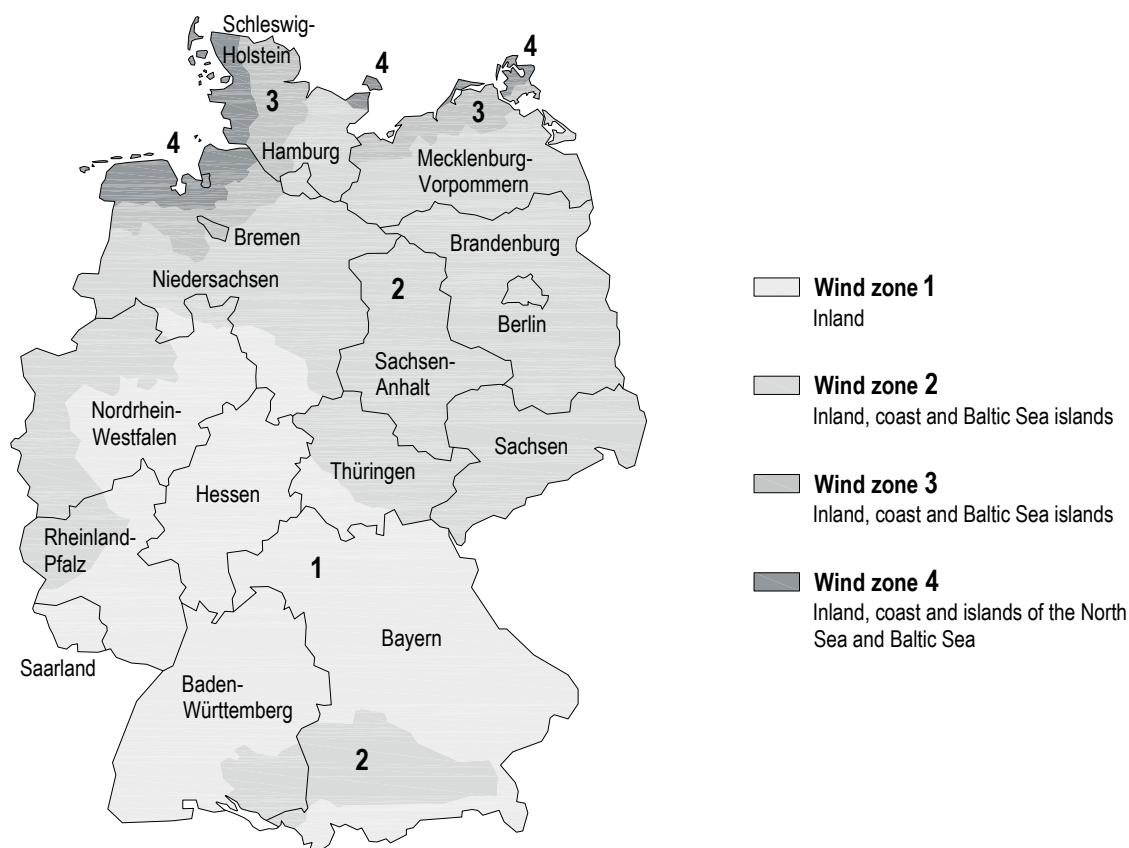 Schleswig-
Holstein
4
4
3
3
4
Hamburg
Mecklenburg-
Vorpommern
Bremen
Brandenburg
Niedersachsen
2
Berlin
Sachsen-
Anhalt
Nordrhein-
Westfalen
Sachsen
Thüringen
Hessen
Rheinland-
Pfalz
1
Bayern
Saarland
Baden-
Württemberg
2
Wind zone 1
Inland
Wind zone 2
Inland, coast and Baltic Sea islands
Wind zone 3
Inland, coast and Baltic Sea islands
Wind zone 4
Inland, coast and islands of the North
Sea and Baltic Sea